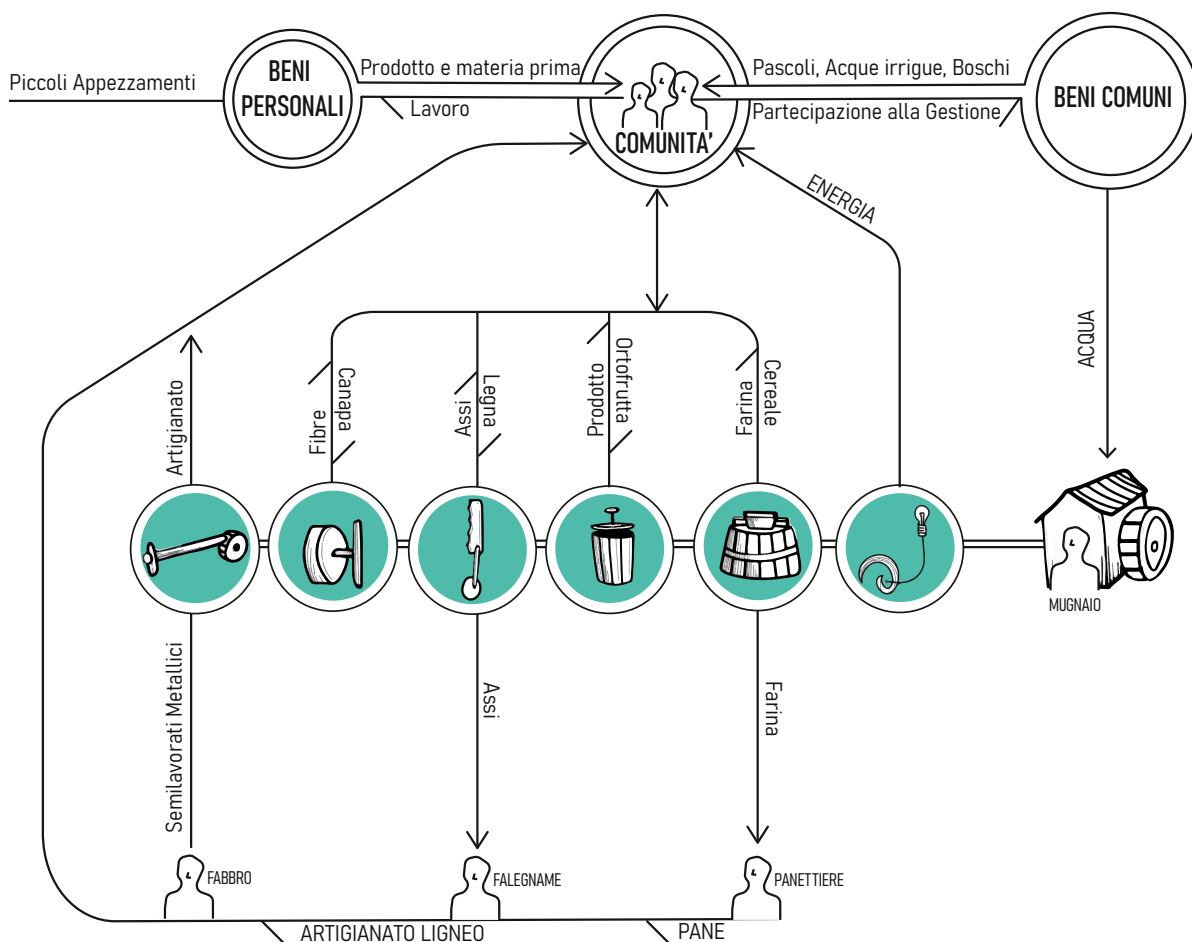 Piccoli Appezzamenti
BENI
PERSONALI
Prodotto e materia prima
Lavoro
COMUNITA'
Pascoli, Acque irrigue, Boschi
Partecipazione alla Gestione
BENI COMUNI
ENERGIA
ACQUA
Artigianato
Fibre
Canapa
Assi
Legna
Prodotto
Ortofrutta
Farina
Cereale
MUGNAIO
Semilavorati Metallici
Assi
Farina
FABBRO
FALEGNAME
PANETTIERE
ARTIGIANATO LIGNEO
PANE